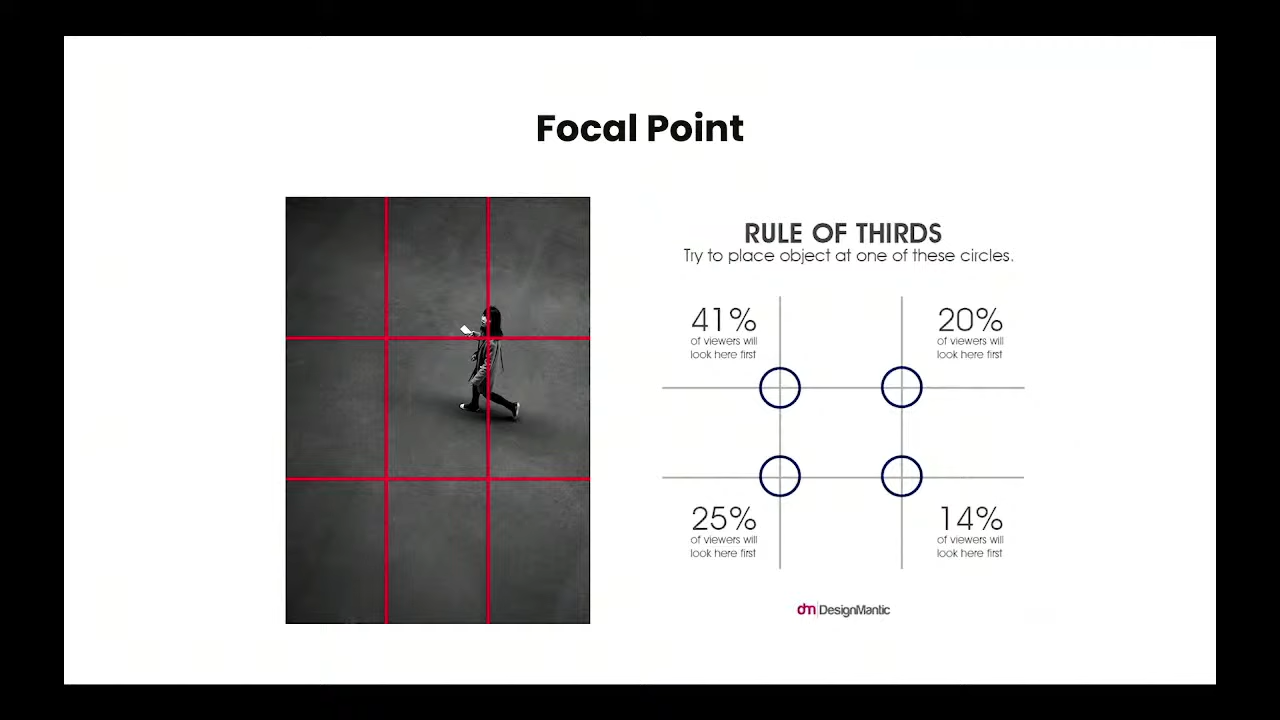 Focal Point
RULE OF THIRDS
Try to place object at one of these circles.
41%
of viewers will
look here first
20%
of viewers will
look here first
25%
of viewers will
look here first
14%
of viewers will
look here first
dm DesignMantic